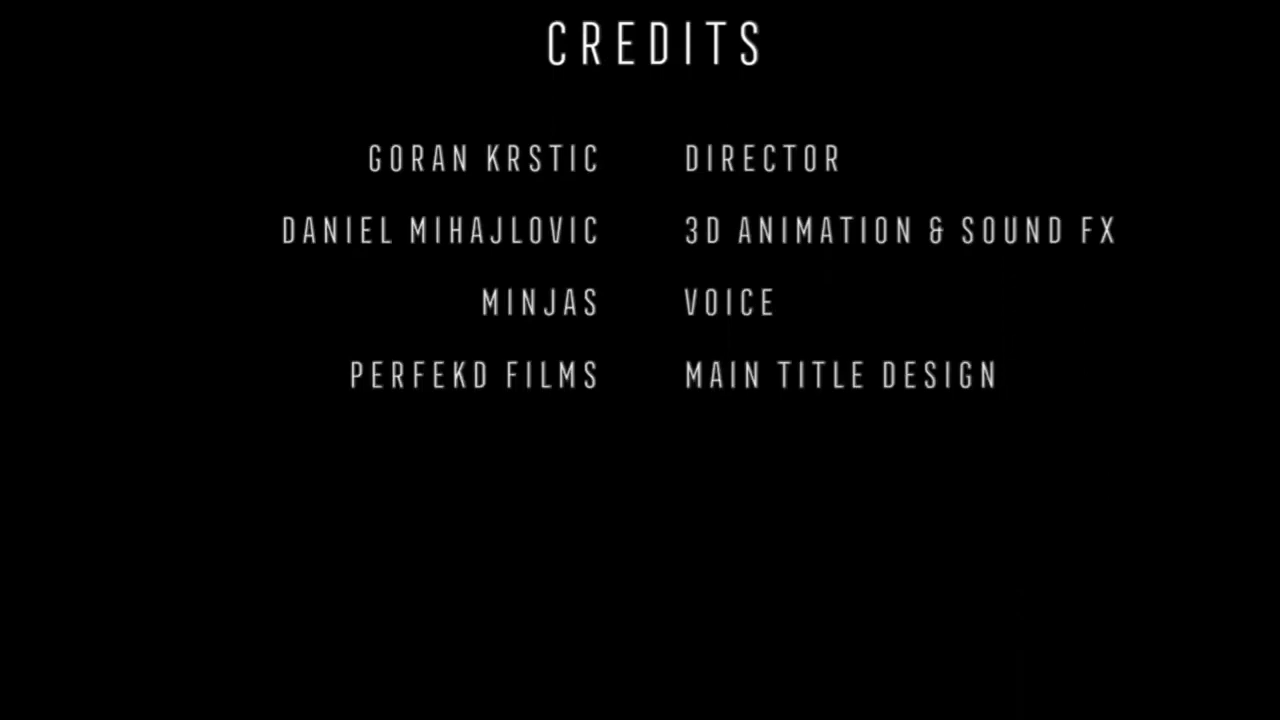 CREDITS
GORAN KRSTIC DIRECTOR
DANIEL MIHAJLOVIC 3D ANIMATION & SOUND FX
MINJAS VOICE
PERFEKD FILMS MAIN TITLE DESIGN